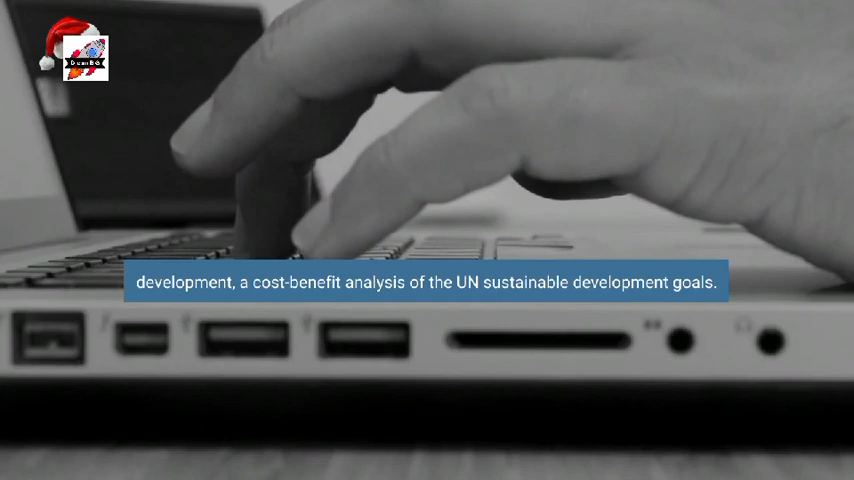 development, a cost-benefit analysis of the UN sustainable development goals.